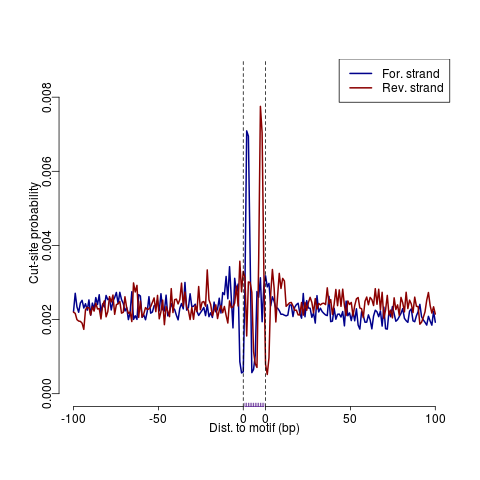 For. strand
Rev. strand
Cut-site probability
0.008
0.006
0.004
0.002
0.000
-100 -50 0 0 50 100
Dist. to motif (bp)